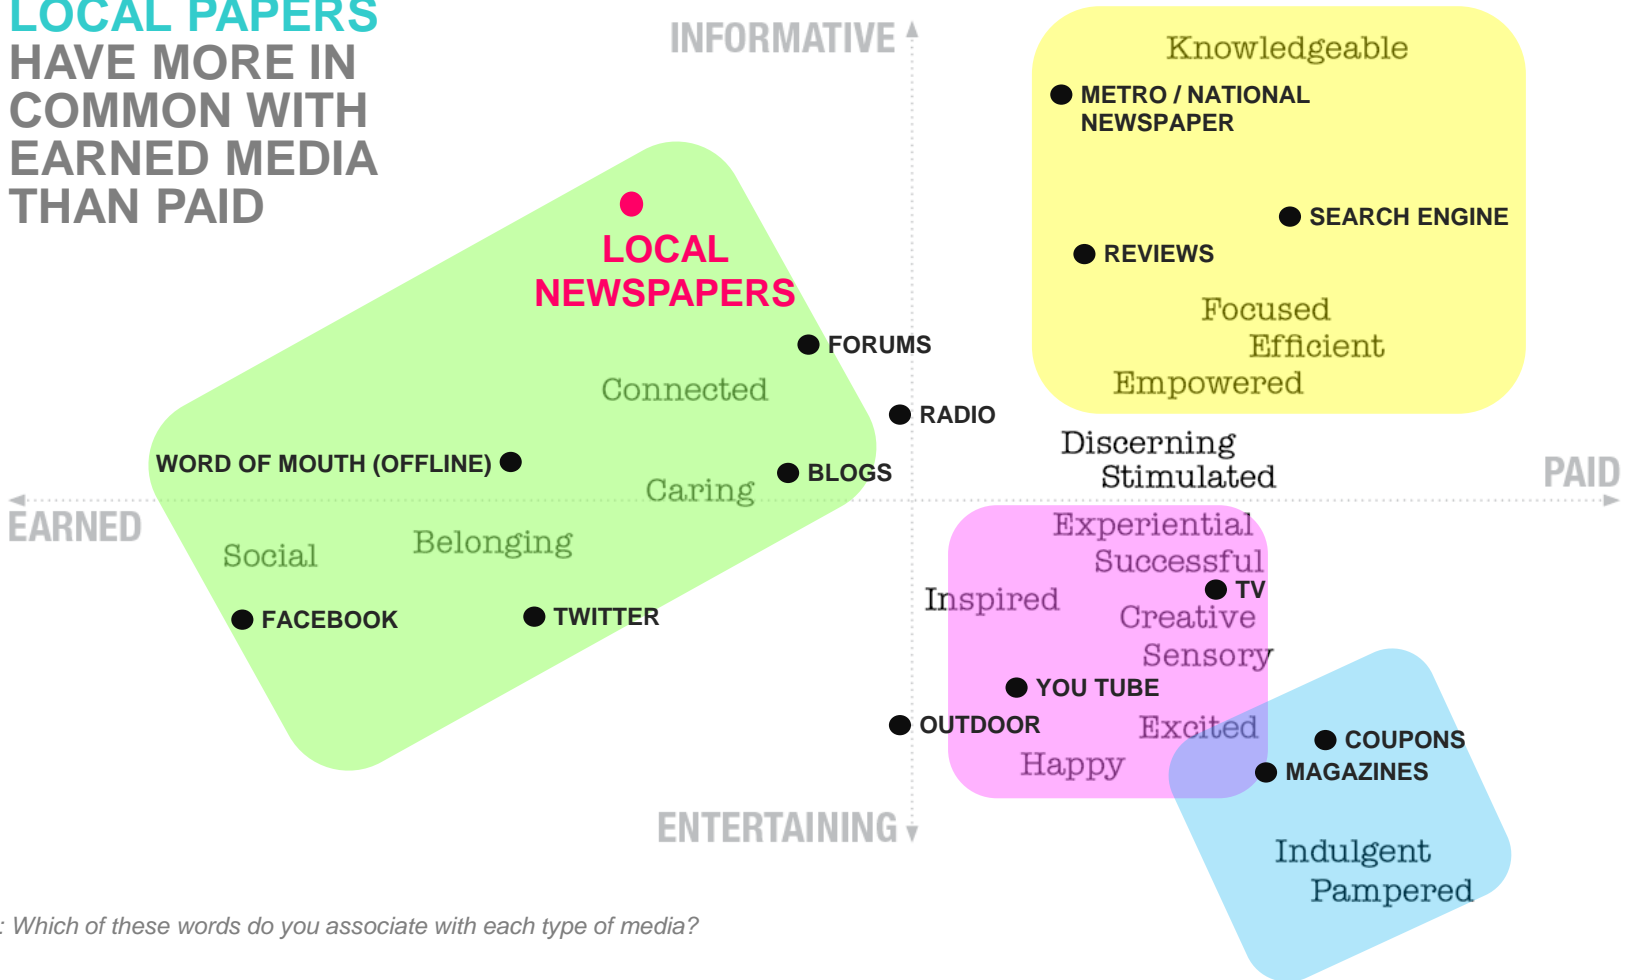 LOCAL PAPERS
HAVE MORE IN
COMMON WITH
EARNED MEDIA
THAN PAID
INFORMATIVE
Knowledgeable
METRO / NATIONAL
NEWSPAPER
SEARCH ENGINE
REVIEWS
LOCAL
NEWSPAPERS
Focused
FORUMS
Efficient
Connected
Empowered
RADIO
Discerning
WORD OF MOUTH (OFFLINE)
BLOGS
Stimulated
PAID
Caring
EARNED
Experiential
Belonging
Social
Successful
TV
Inspired
FACEBOOK
TWITTER
Creative
Sensory
YOU TUBE
OUTDOOR
Excited
COUPONS
Happy
MAGAZINES
ENTERTAINING
Indulgent
Pampered
: Which of these words do you associate with each type of media?